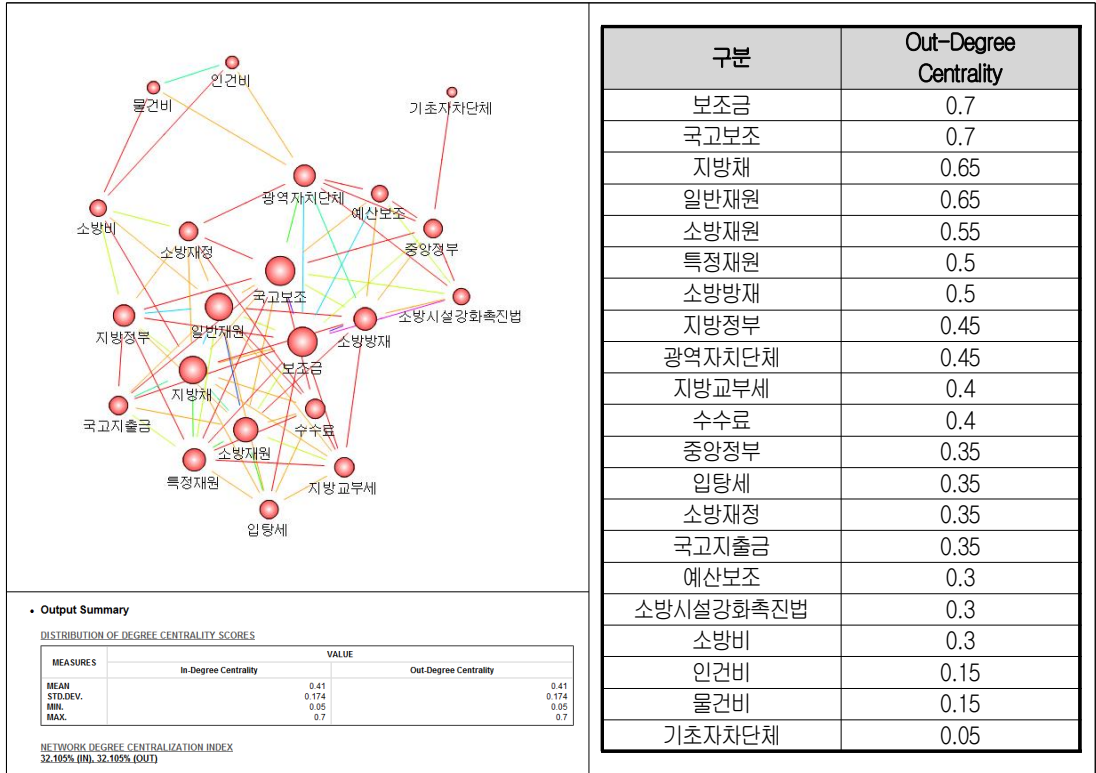 인건비
물건비
기초자차단체
광역자치단체
예산보조
소방비
소방재정
중앙정부
국고보조
소방시설강화촉진법
지방정부
일반재원
소방방재
보조금
지방채
국고지출금
수수료
소방재원
특정재원
지방교부세
입탕세
• Output Summary
DISTRIBUTION OF DEGREE CENTRALITY SCORES
MEASURES VALUE
In-Degree Centrality Out-Degree Centrality
MEAN 0.41 0.41
STD.DEV. 0.174 0.174
MIN. 0.05 0.05
MAX. 0.7 0.7
NETWORK DEGREE CENTRALIZATION INDEX
32.105% (IN), 32.105% (OUT)
구분 Out-Degree
Centrality
보조금 0.7
국고보조 0.7
지방채 0.65
일반재원 0.65
소방재원 0.55
특정재원 0.5
소방방재 0.5
지방정부 0.45
광역자치단체 0.45
지방교부세 0.4
수수료 0.4
중앙정부 0.35
입탕세 0.35
소방재정 0.35
국고지출금 0.35
예산보조 0.3
소방시설강화촉진법 0.3
소방비 0.3
인건비 0.15
물건비 0.15
기초자차단체 0.05